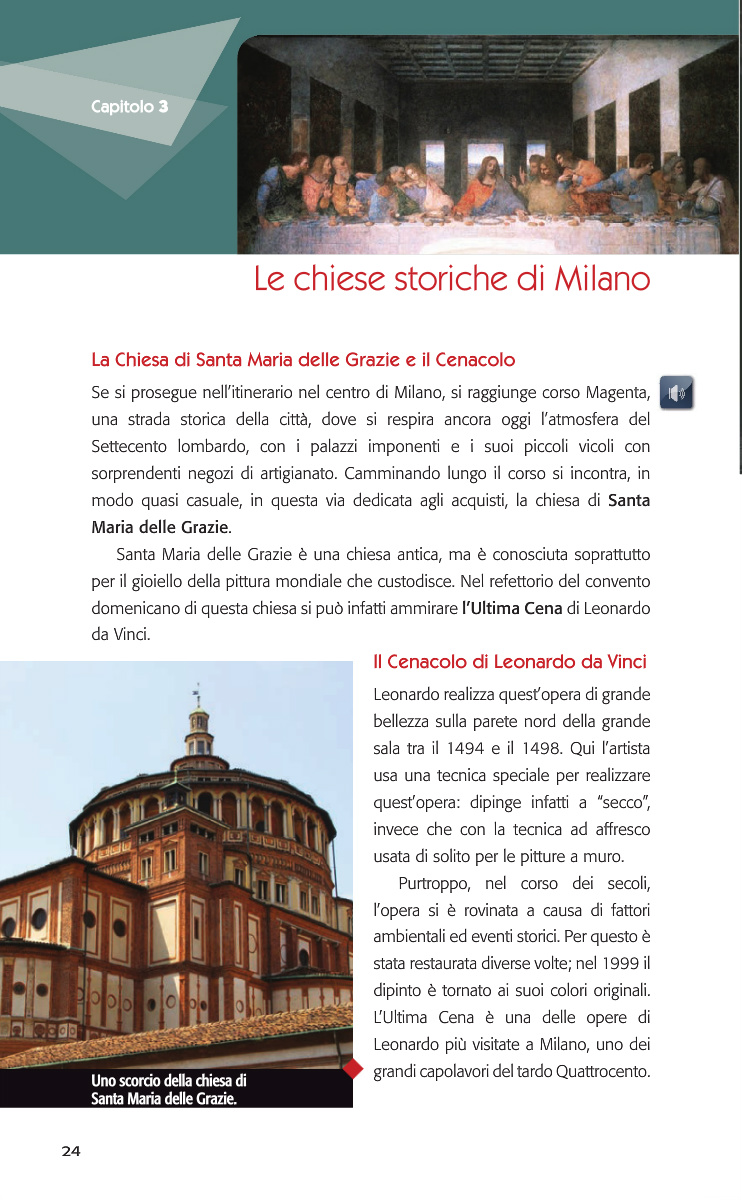 Capitolo 3
Le chiese storiche di Milano
La Chiesa di Santa Maria delle Grazie e il Cenacolo
Se si prosegue nell'itinerario nel centro di Milano, si raggiunge corso Magenta,
una strada storica della città, dove si respira ancora oggi l'atmosfera del
Settecento lombardo, con i palazzi imponenti e i suoi piccoli vicoli con
sorprendenti negozi di artigianato. Camminando lungo il corso si incontra, in
modo quasi casuale, in questa via dedicata agli acquisti, la chiesa di Santa
Maria delle Grazie.
Santa Maria delle Grazie è una chiesa antica, ma è conosciuta soprattutto
per il gioiello della pittura mondiale che custodisce. Nel refettorio del convento
domenicano di questa chiesa si può infatti ammirare l'Ultima Cena di Leonardo
da Vinci.
Il Cenacolo di Leonardo da Vinci
Leonardo realizza quest'opera di grande
bellezza sulla parete nord della grande
sala tra il 1494 e il 1498. Qui l'artista
usa una tecnica speciale per realizzare
quest'opera: dipinge infatti a "secco",
invece che con la tecnica ad affresco
usata di solito per le pitture a muro.
Purtroppo, nel corso dei secoli,
l'opera si è rovinata a causa di fattori
ambientali ed eventi storici. Per questo è
stata restaurata diverse volte; nel 1999 il
dipinto è tornato ai suoi colori originali.
L'Ultima Cena è una delle opere di
Leonardo più visitate a Milano, uno dei
grandi capolavori del tardo Quattrocento.
Uno scorcio della chiesa di
Santa Maria delle Grazie.
24